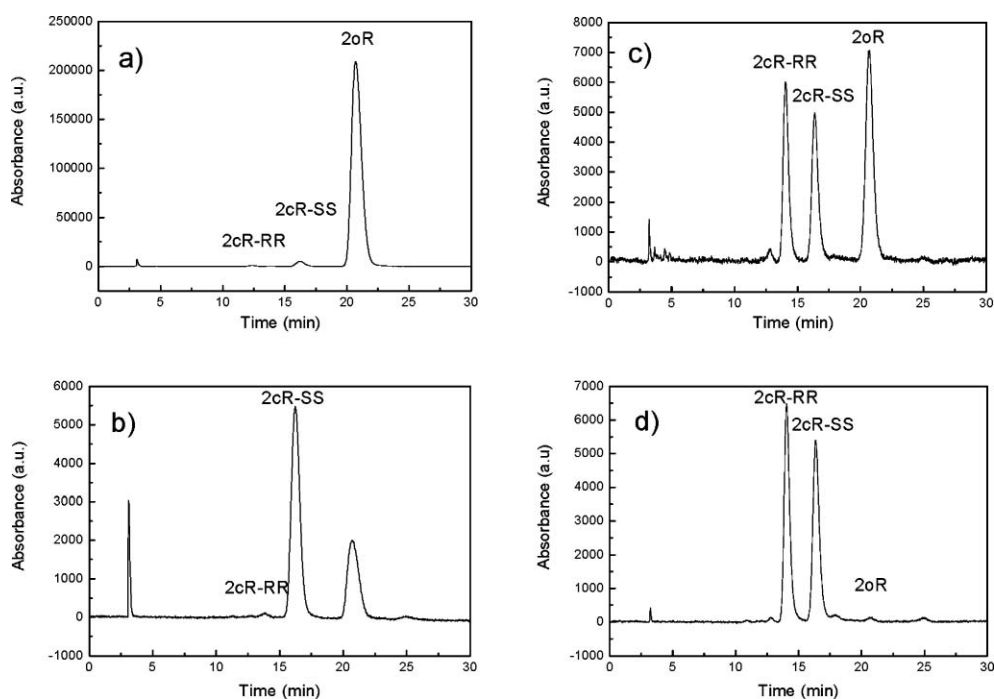 a)
250000
200000
150000
100000
50000
0
Absorbance (a.u.)
2oR
2cR-SS
2cR-RR
0 5 10 15 20 25 30
Time (min)
c)
8000
7000
6000
5000
4000
3000
2000
1000
0
-1000
Absorbance (a.u.)
2oR
2cR-RR
2cR-SS
0 5 10 15 20 25 30
Time (min)
b)
6000
5000
4000
3000
2000
1000
0
-1000
Absorbance (a.u.)
2cR-SS
2cR-RR
0 5 10 15 20 25 30
Time (min)
d)
7000
6000
5000
4000
3000
2000
1000
0
-1000
Absorbance (a.u)
2cR-RR
2cR-SS
2oR
0 5 10 15 20 25 30
Time (min)